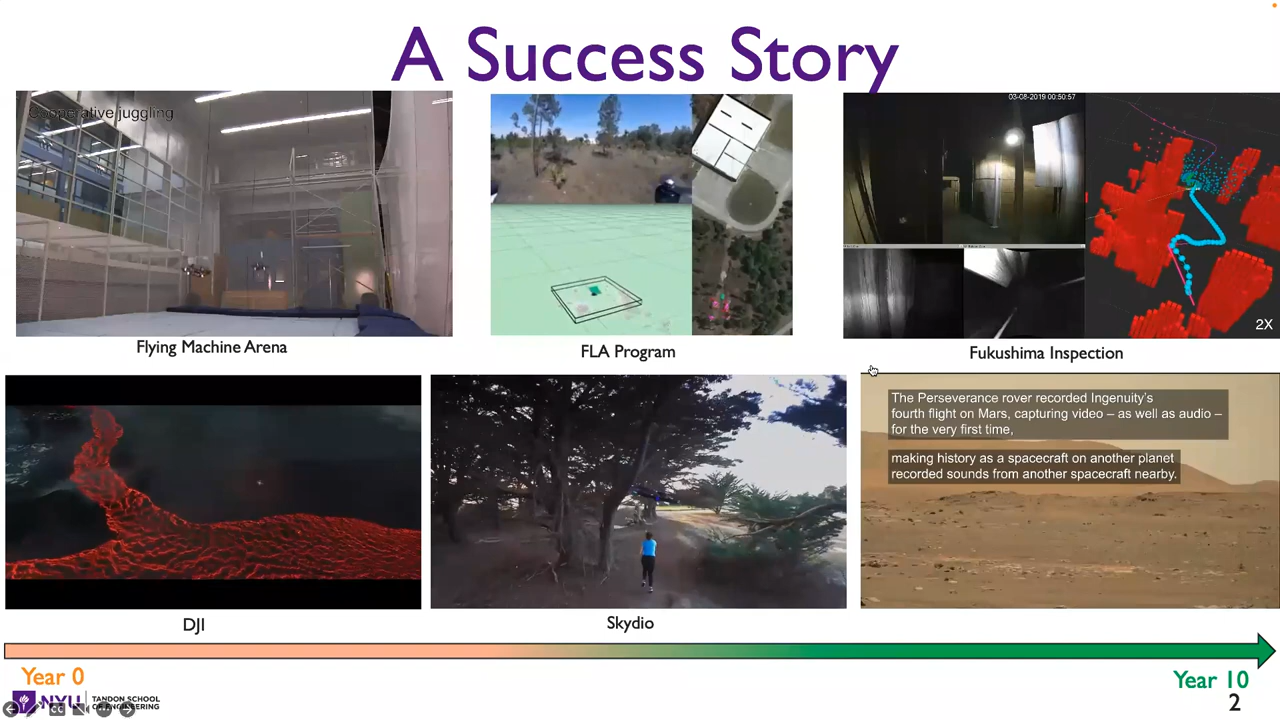 A Success Story
Cooperative juggling
03-08-2019 00:50:57
2X
Flying Machine Arena
FLA Program
Fukushima Inspection
The Perseverance rover recorded Ingenuity's
fourth flight on Mars, capturing video – as well as audio –
for the very first time,
making history as a spacecraft on another planet
recorded sounds from another spacecraft nearby.
DJI
Skydio
Year 0
Year 10
NYU
TANDON SCHOOL
OF ENGINEERING
CC
2